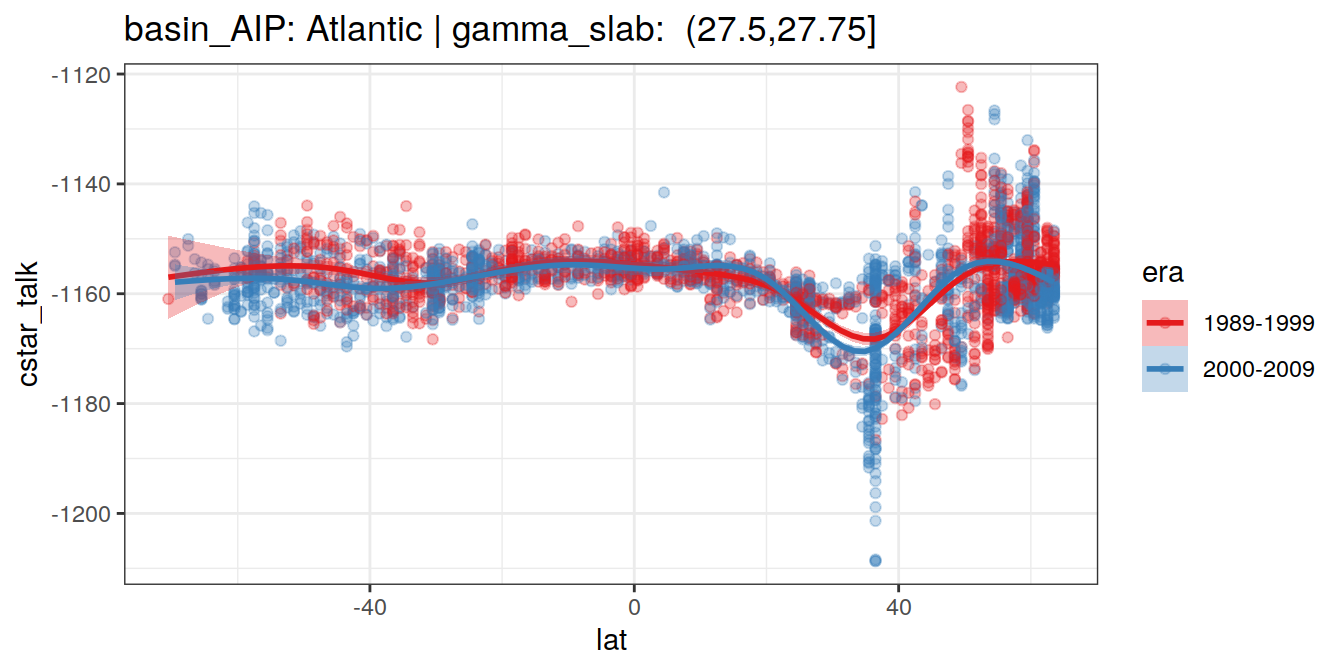 basin_AIP: Atlantic | gamma_slab:  (27.5,27.75]
-1120
-1140
-1160
-1180
-1200
cstar_talk
-40
0
40
lat
era
1989-1999
2000-2009